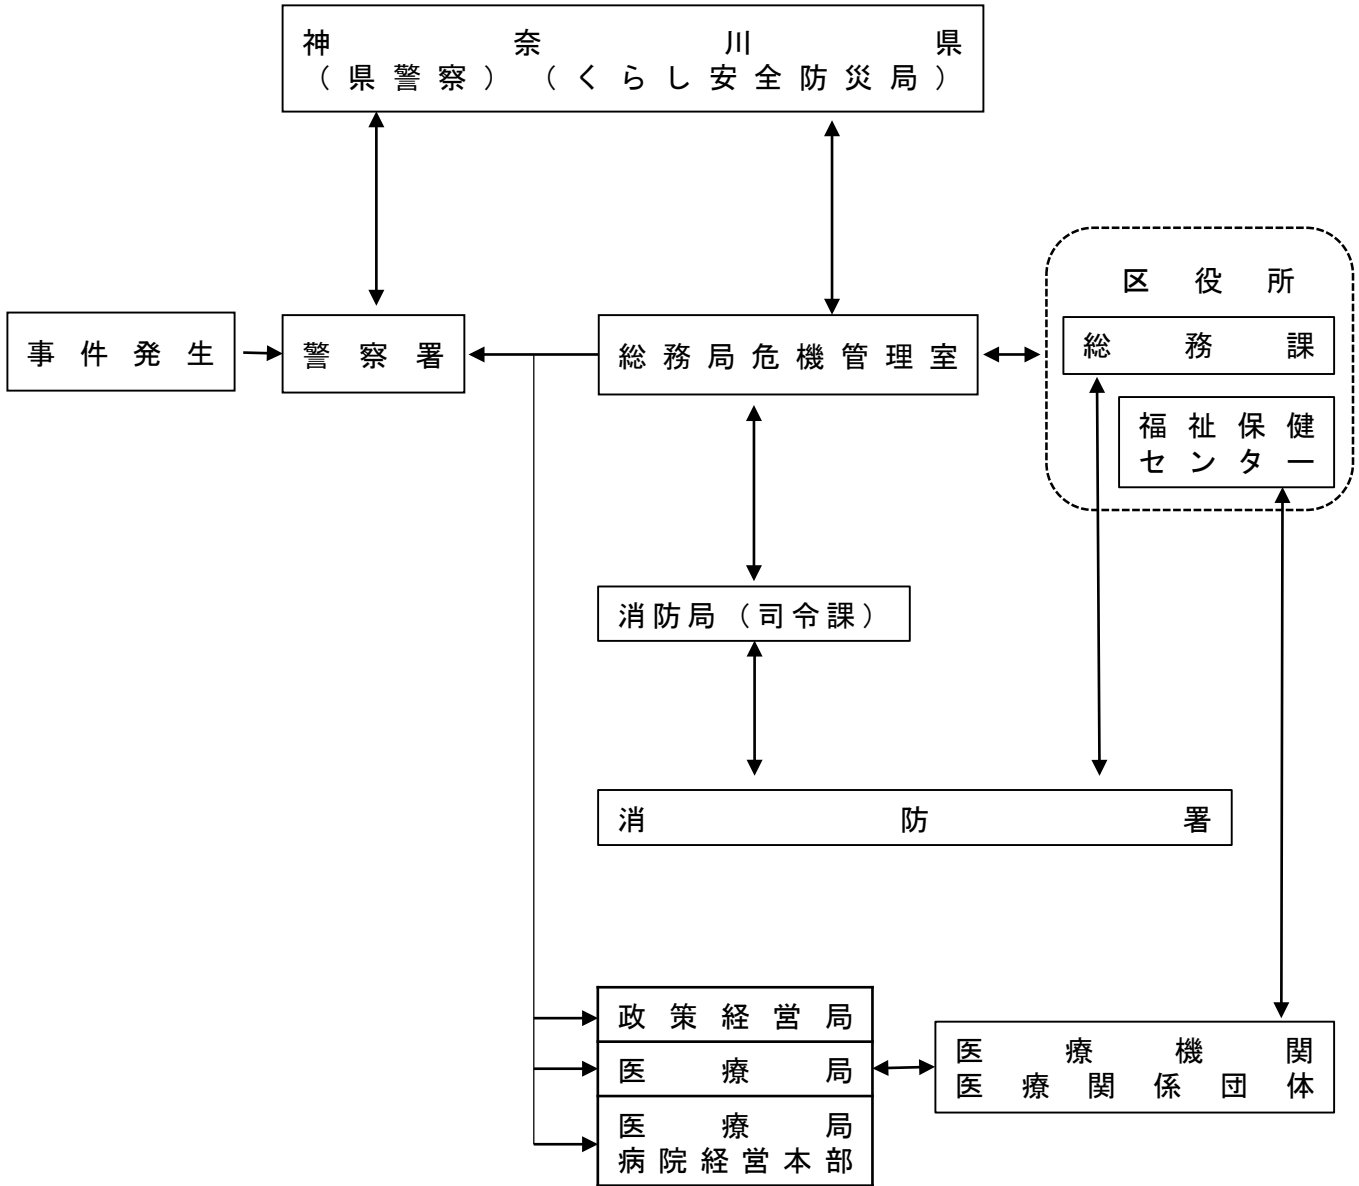 神奈川県
（県警察）（くらし安全防災局）
区役所
事件発生
警察署
総務局危機管理室
総務課
福祉保健
センター
消防局（司令課）
消防署
政策経営局
医療局
医療局
病院経営本部
医療機関
医療関係団体